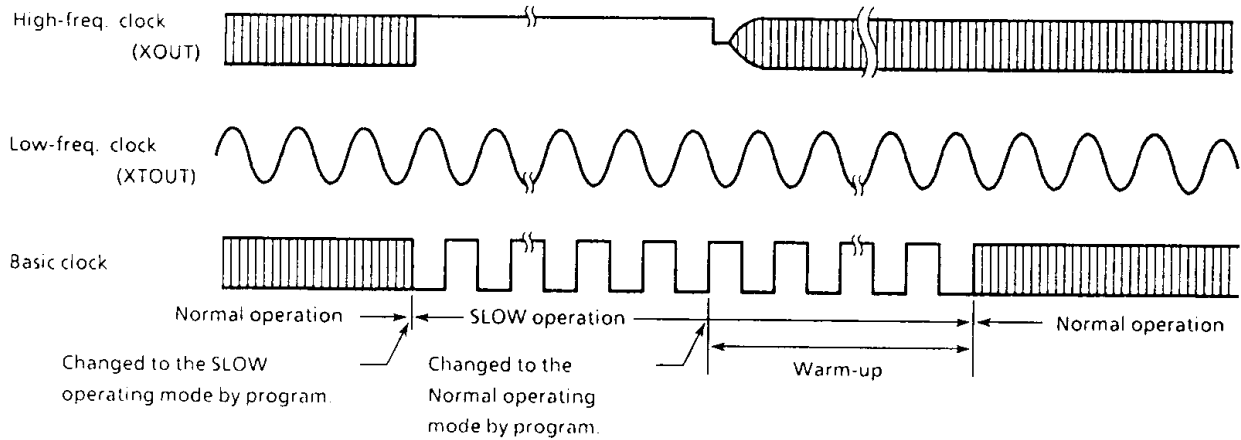 High-freq. clock
(XOUT)
Low-freq. clock
(XTOUT)
Basic clock
Normal operation
SLOW operation
Normal operation
Changed to the SLOW
operating mode by program.
Changed to the
Normal operating
mode by program.
Warm-up